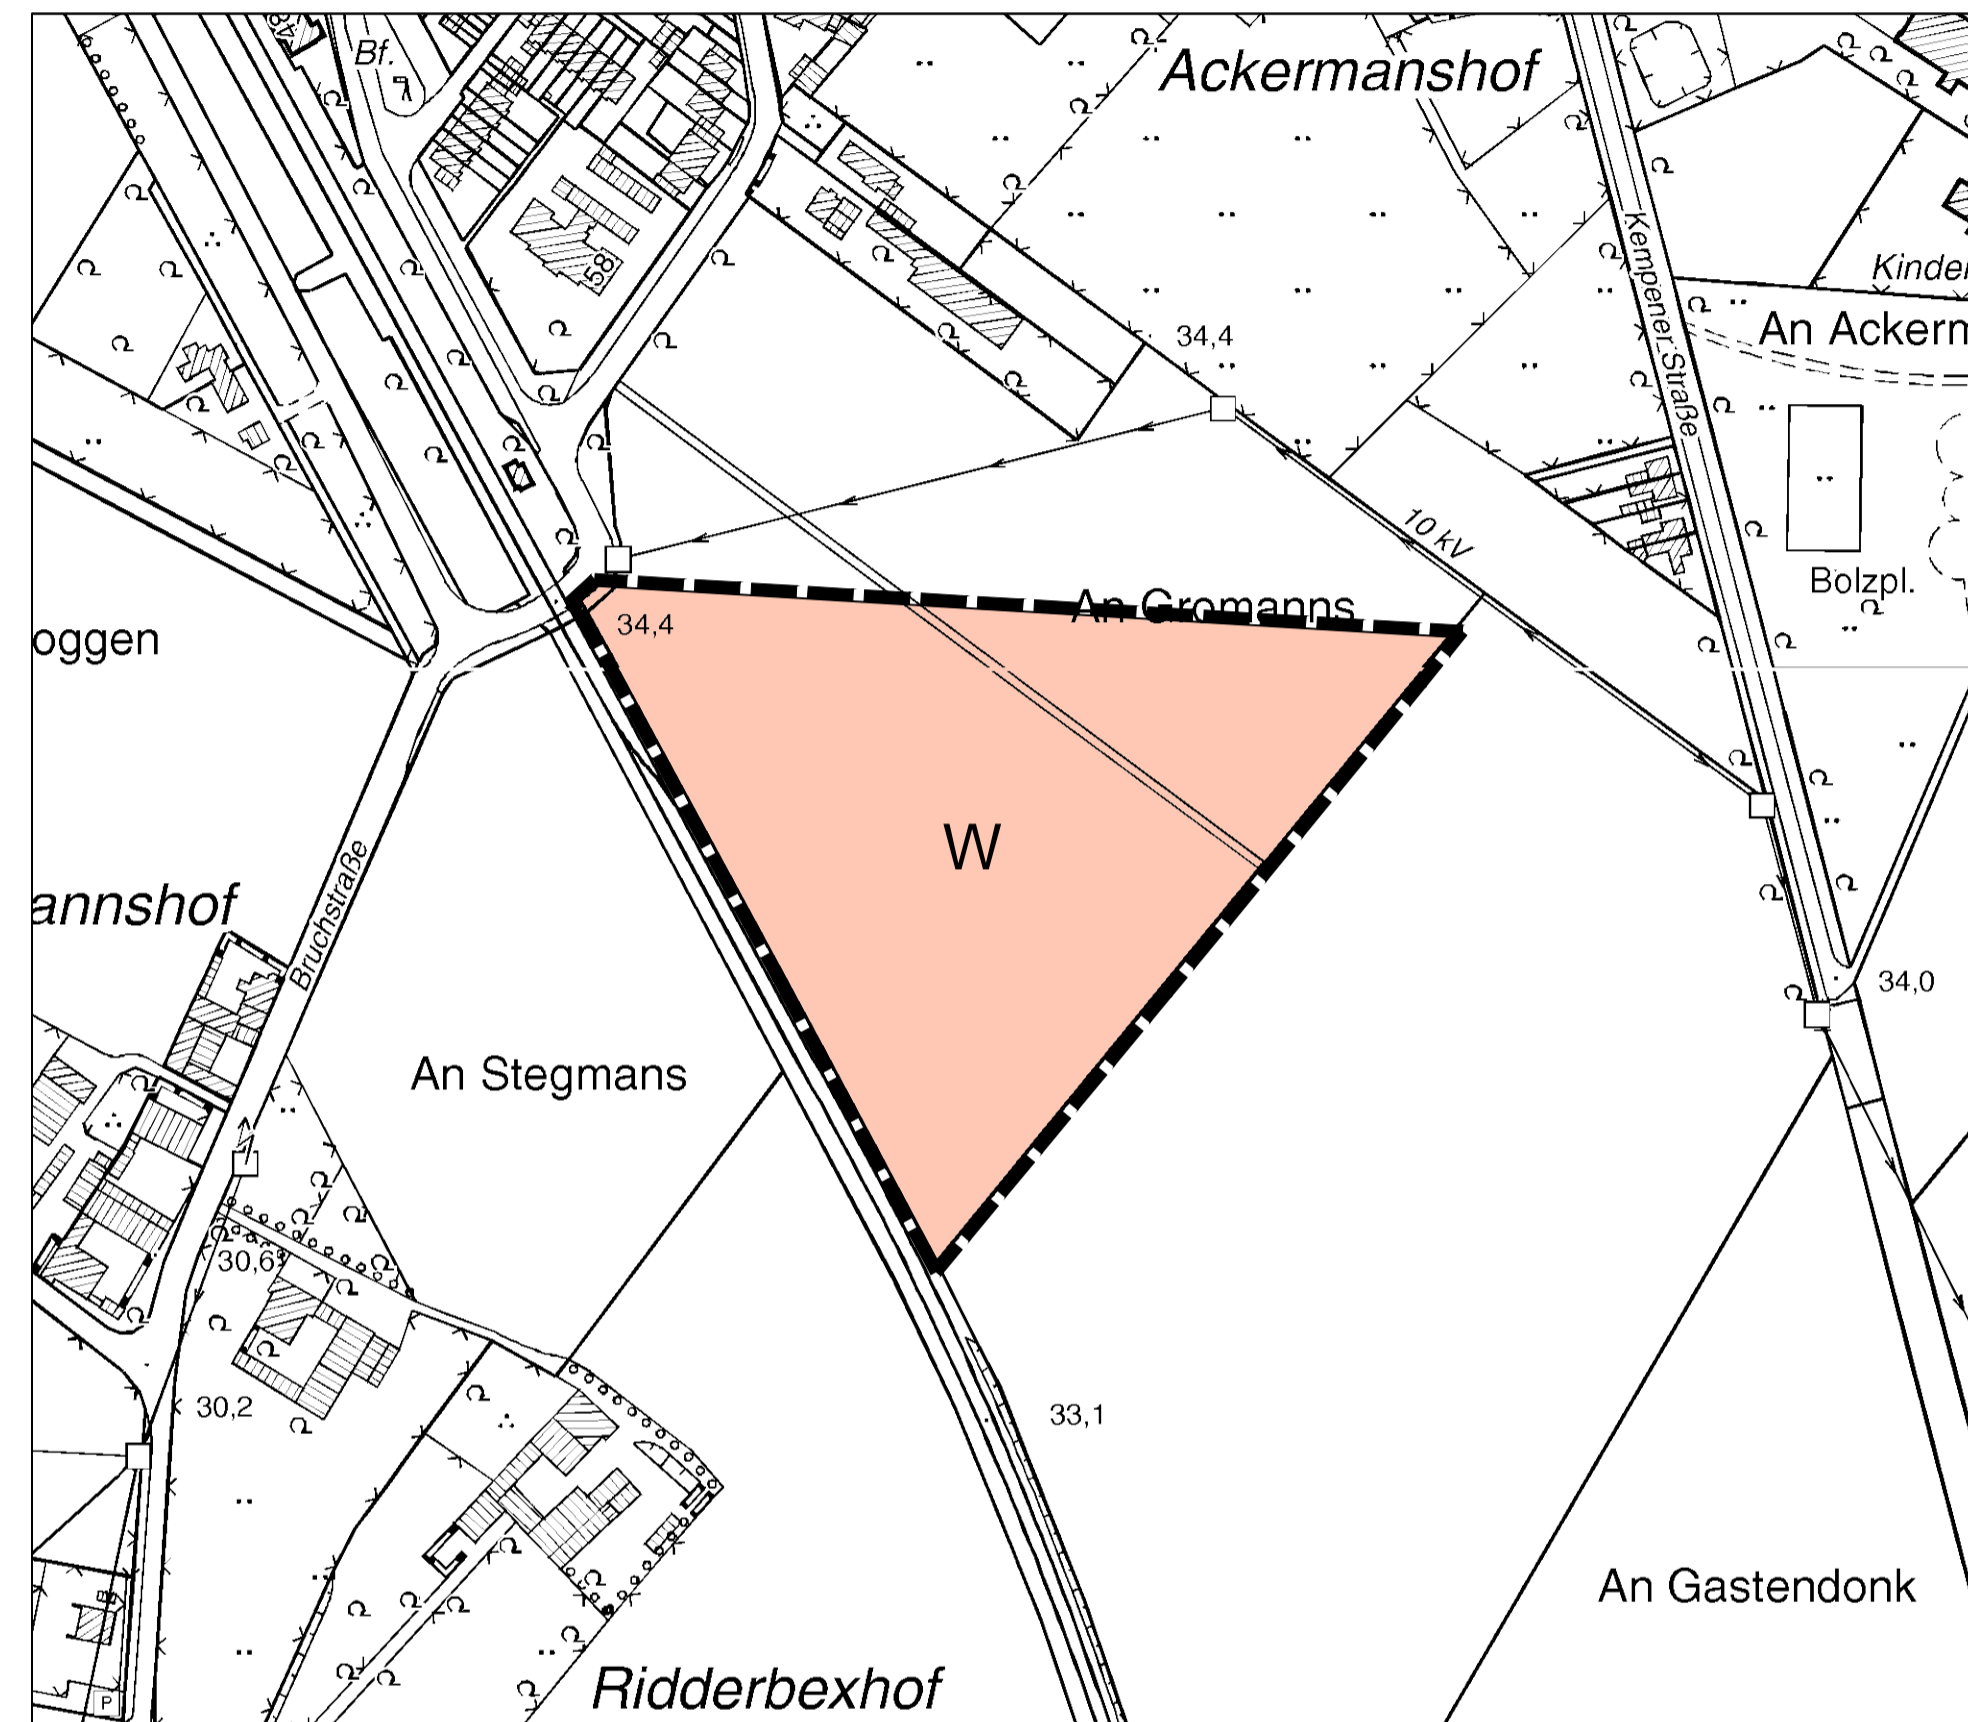 Bf.
Ackermanshof
58
Kempener Straße
Kinder
An Ackerm
34,4
10 kV
Bolzpl.
An Gromanns
34,4
oggen
W
annshof
Bruchstraße
34,0
An Stegmans
30,6
30,2
33,1
An Gastendonk
Ridderbexhof
P